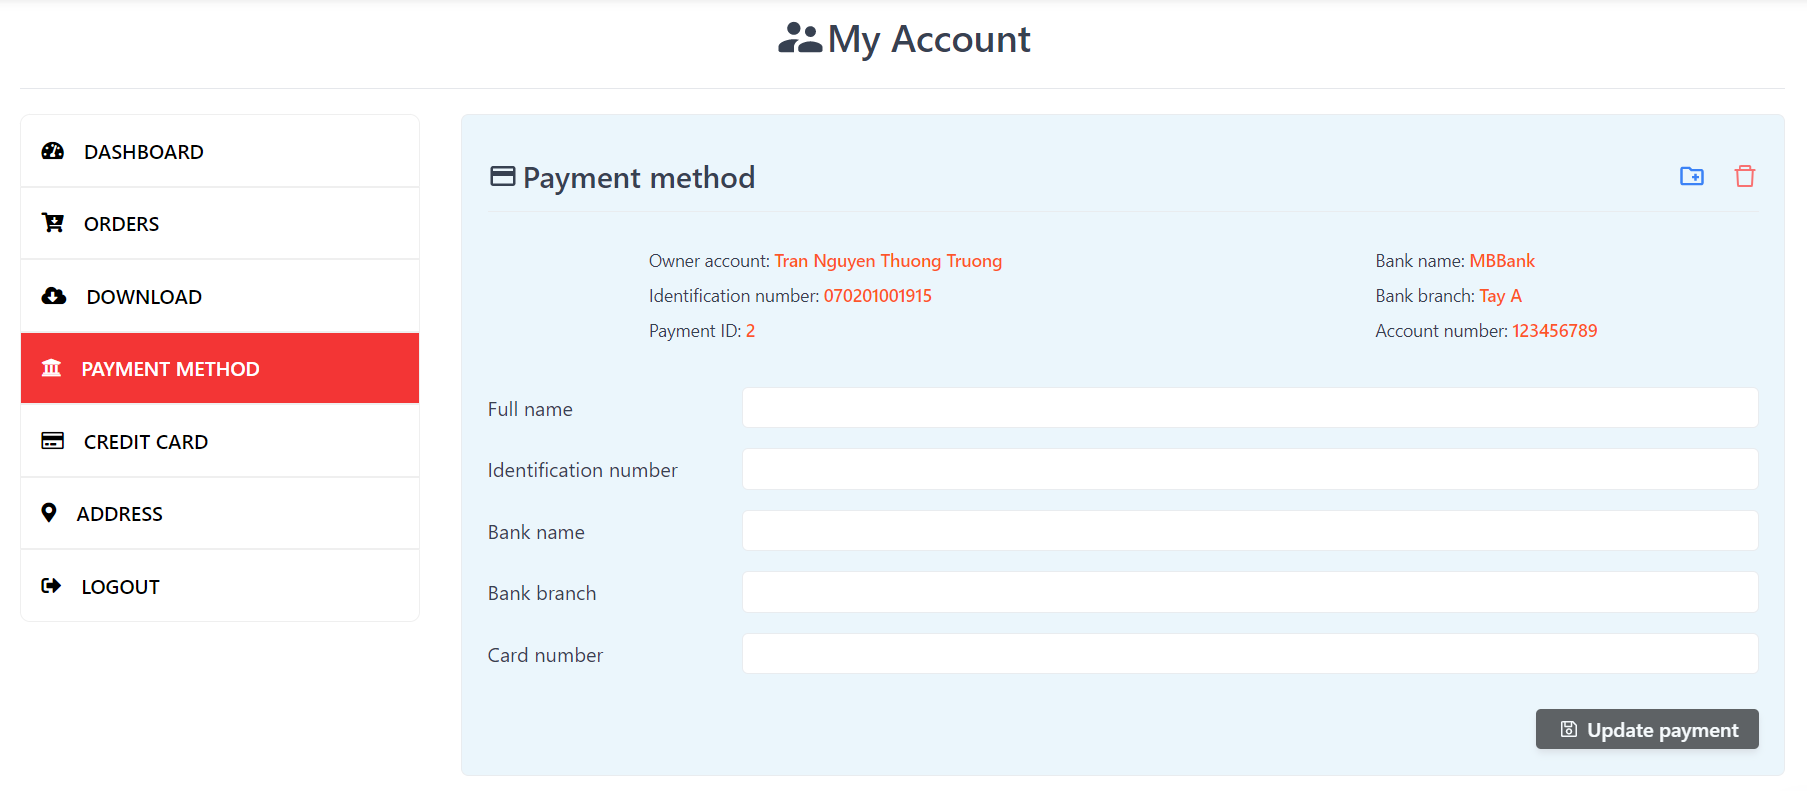 My Account
DASHBOARD
ORDERS
DOWNLOAD
PAYMENT METHOD
CREDIT CARD
ADDRESS
LOGOUT
Payment method
Owner account: Tran Nguyen Thuong Truong
Identification number: 070201001915
Payment ID: 2
Bank name: MBBank
Bank branch: Tay A
Account number: 123456789
Full name
Identification number
Bank name
Bank branch
Card number
Update payment